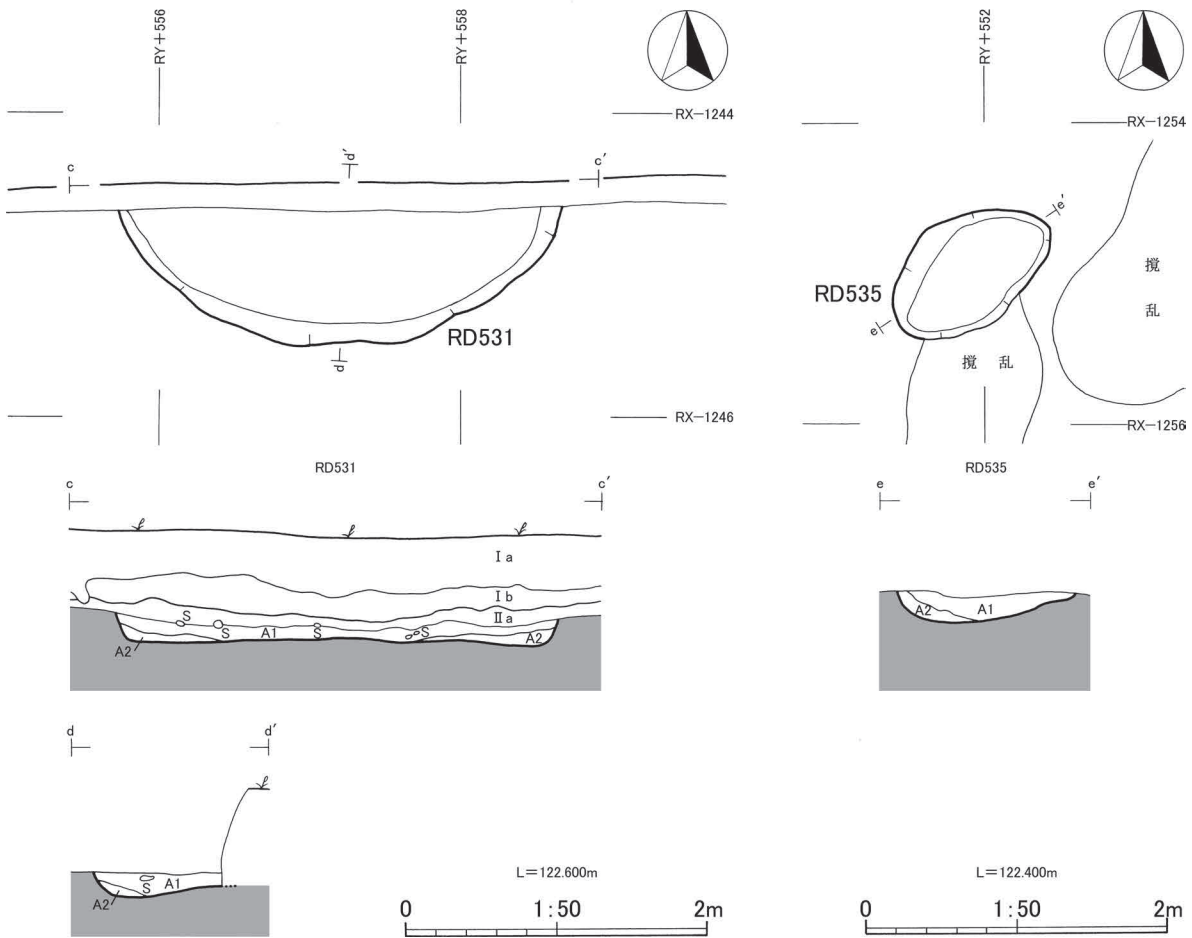 RY+556
RY+558
RX-1244
c
d'
c'
d
RD531
RX-1246
RY+552
RX-1254
e'
RD535
e
撹乱
撹乱
RX-1256
RD531
c
c'
Ⅰa
Ⅰb
Ⅱa
S
S
A1
S
S
A2
A2
RD535
e
e'
A2
A1
d
d'
S
A1
A2
L=122.600m
0
1:50
2m
L=122.400m
0
1:50
2m